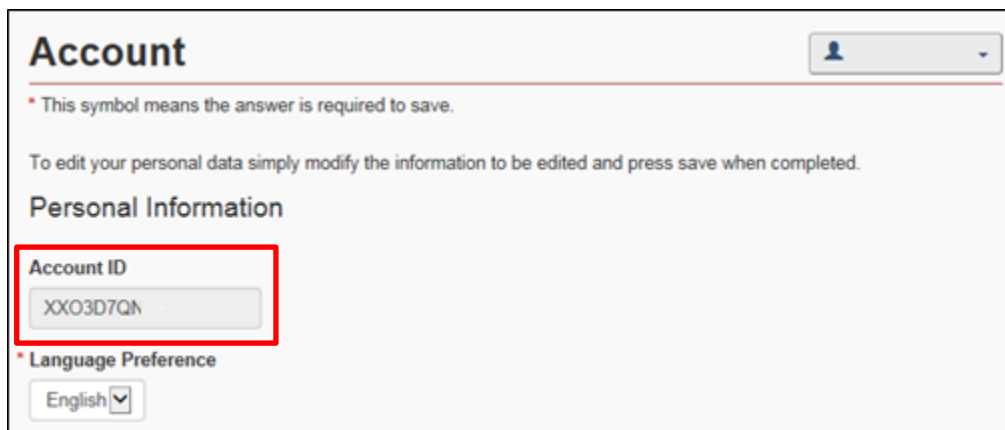 Account
* This symbol means the answer is required to save.
To edit your personal data simply modify the information to be edited and press save when completed.
Personal Information
Account ID
XXO3D7QN
* Language Preference
English